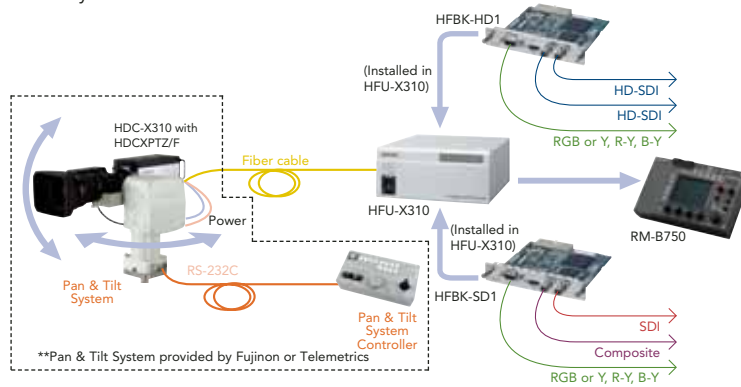 HFBK-HD1
(Installed in
HFU-X310)
HD-SDI
HD-SDI
RGB or Y, R-Y, B-Y
HDC-X310 with
HDCXPTZ/F
Fiber cable
Power
HFU-X310
RM-B750
(Installed in
HFU-X310)
HFBK-SD1
Pan & Tilt
System
RS-232C
Pan & Tilt
System
Controller
**Pan & Tilt System provided by Fujinon or Telemetrics
SDI
Composite
RGB or Y, R-Y, B-Y